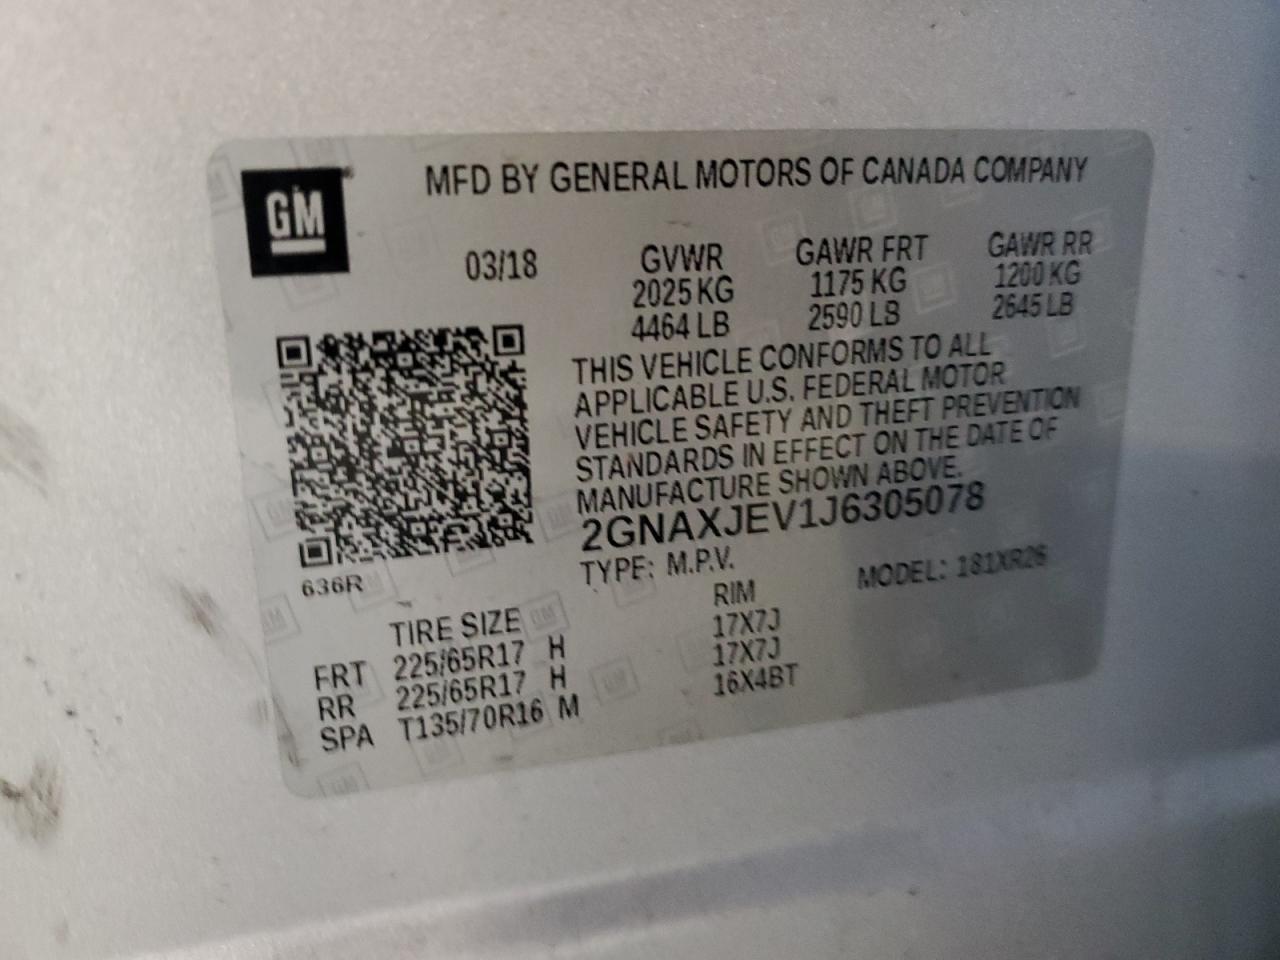 GM
MFD BY GENERAL MOTORS OF CANADA COMPANY
03/18 GVWR GAWR FRT GAWR RR
2025 KG 1175 KG 1200 KG
4464 LB 2590 LB 2645 LB
THIS VEHICLE CONFORMS TO ALL
APPLICABLE U.S. FEDERAL MOTOR
VEHICLE SAFETY AND THEFT PREVENTION
STANDARDS IN EFFECT ON THE DATE OF
MANUFACTURE SHOWN ABOVE.
2GNAXJEV1J6305078
636R
TYPE: M.P.V. MODEL: 181XR26
TIRE SIZE RIM
FRT 225/65R17 H 17X7J
RR 225/65R17 H 17X7J
SPA T135/70R16 M 16X4BT